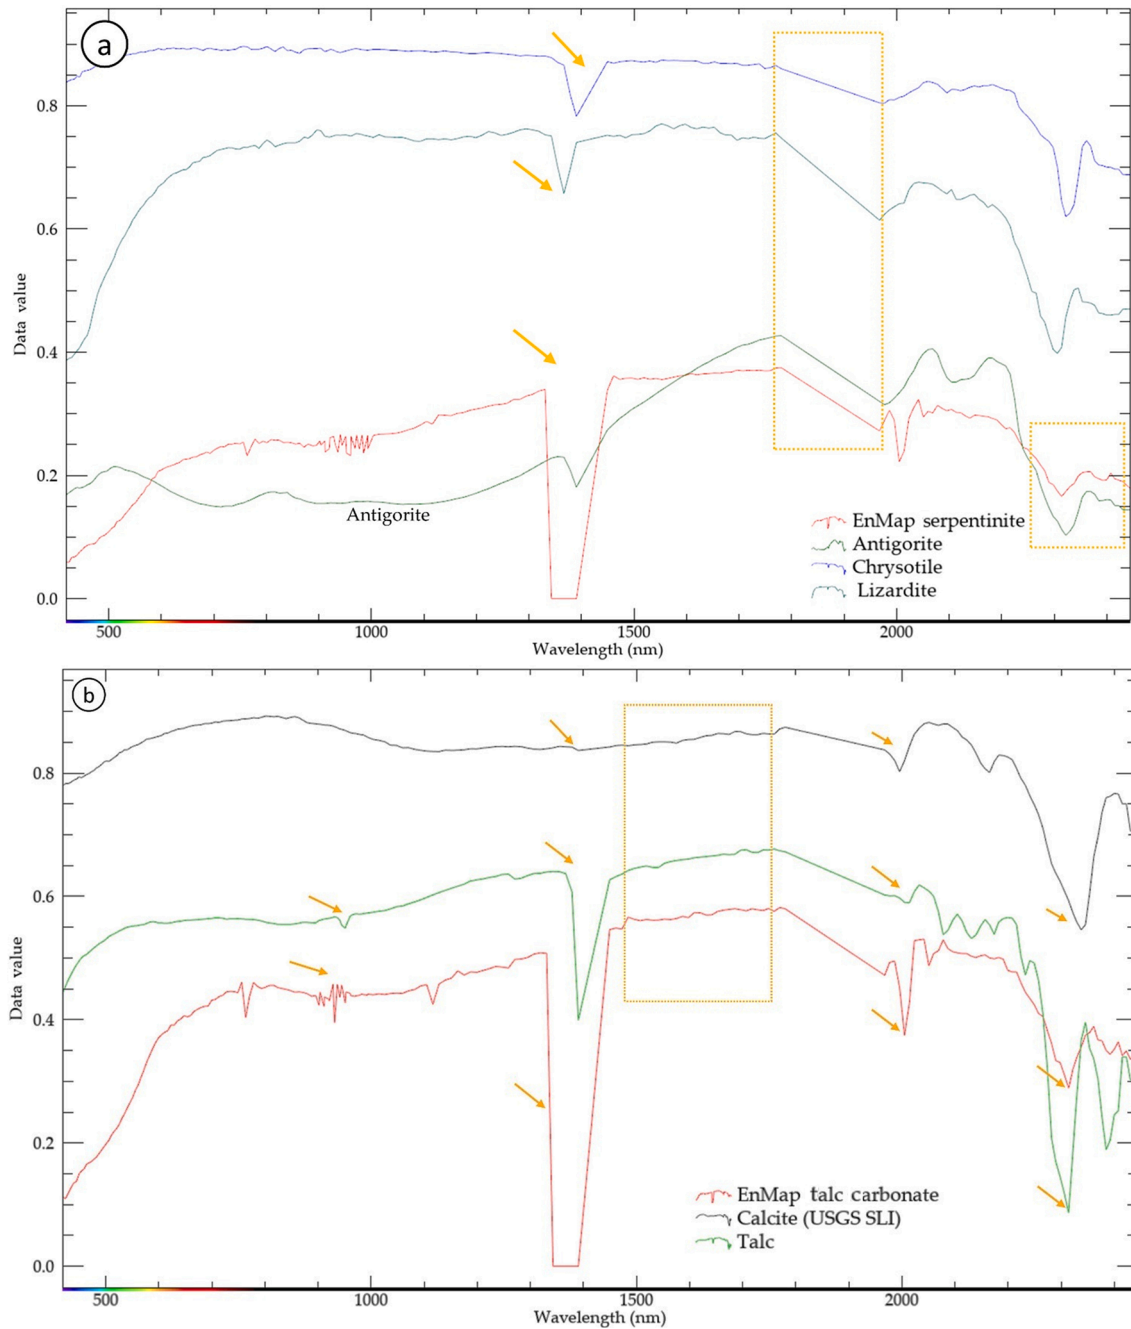 a
0.8
0.6
Data value
0.4
0.2
0.0
Antigorite
EnMap serpentinite
Antigorite
Chrysotile
Lizardite
500
1000
1500
2000
Wavelength (nm)
b
0.8
0.6
Data value
0.4
0.2
0.0
EnMap talc carbonate
Calcite (USGS SLI)
Talc
500
1000
1500
2000
Wavelength (nm)